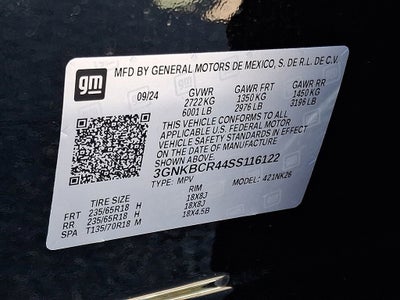 gm
MFD BY GENERAL MOTORS DE MEXICO, S. DE R.L. DE C.V.
09/24 GVWR GAWR FRT GAWR RR
2722 KG 1350 KG 1450 KG
6001 LB 2976 LB 3196 LB
THIS VEHICLE CONFORMS TO ALL
APPLICABLE U.S. FEDERAL MOTOR
VEHICLE SAFETY STANDARDS IN EFFECT
ON THE DATE OF MANUFACTURE
SHOWN ABOVE.
3GNKBCR44SS116122
TYPE: MPV MODEL: 421NK26
TIRE SIZE RIM
FRT 235/65R18 H 18X8J
RR 235/65R18 H 18X8J
SPA T135/70R18 M 18X4.5B